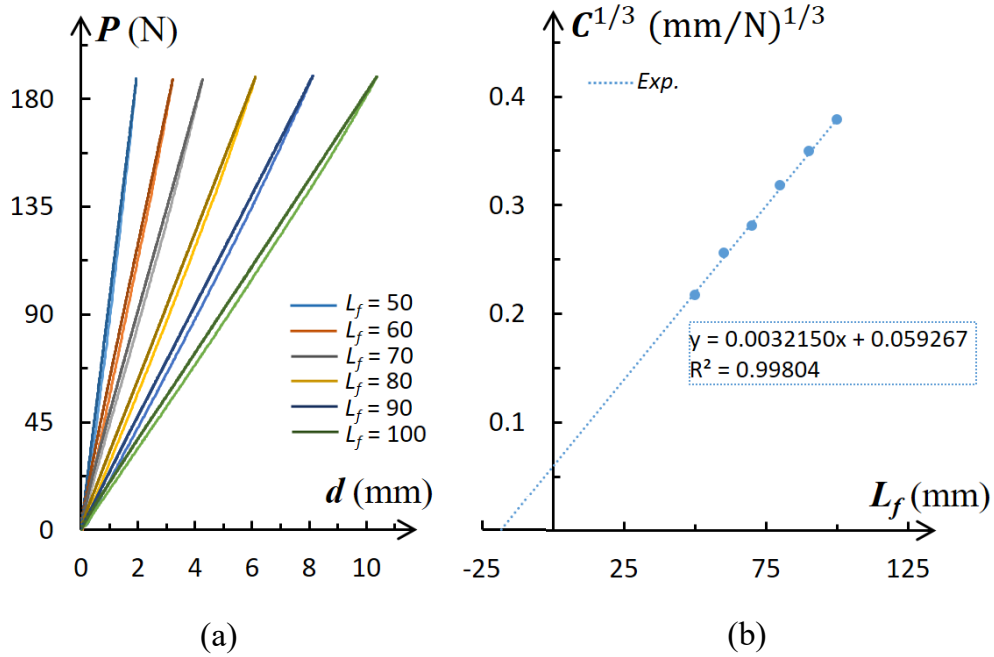 P (N)
180
135
90
45
0
L_f = 50
L_f = 60
L_f = 70
L_f = 80
L_f = 90
L_f = 100
d (mm)
0 2 4 6 8 10
(a)
C^{1/3} (mm/N)^{1/3}
Exp.
0.4
0.3
0.2
0.1
y = 0.0032150x + 0.059267
R² = 0.99804
L_f (mm)
-25 25 75 125
(b)